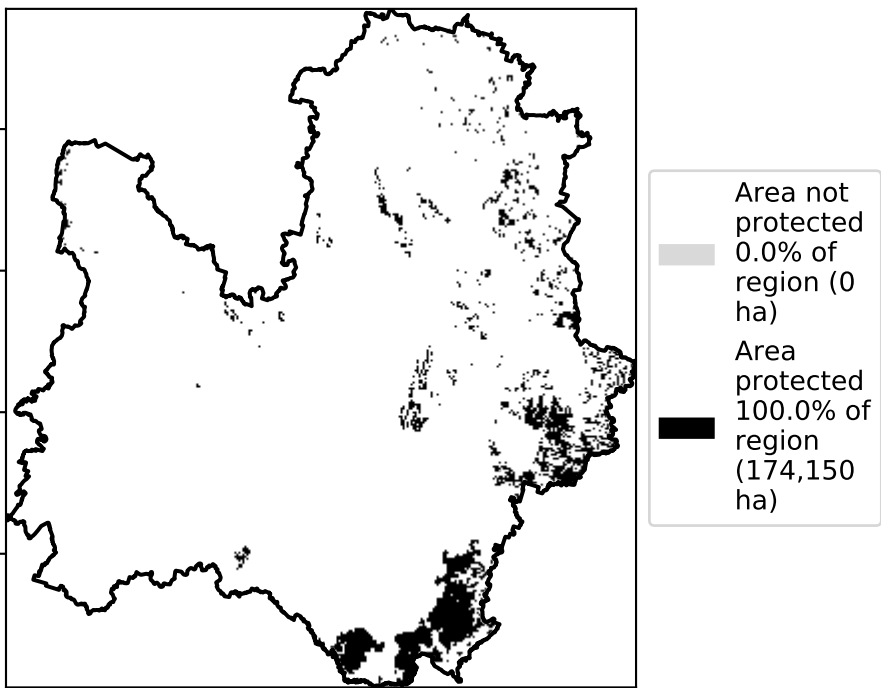 Area not
protected
0.0% of
region (0
ha)
Area
protected
100.0% of
region
(174,150
ha)